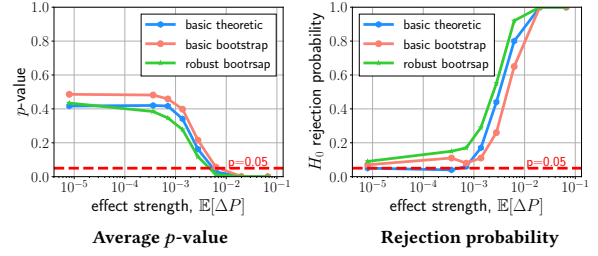 1.0
0.8
0.6
0.4
0.2
0.0
p-value
basic theoretic
basic bootstrap
robust bootrsap
p=0.05
10⁻⁵ 10⁻⁴ 10⁻³ 10⁻² 10⁻¹
effect strength, 𝔼[ΔP]
Average p-value
1.0
0.8
0.6
0.4
0.2
0.0
H₀ rejection probability
basic theoretic
basic bootstrap
robust bootrsap
p=0.05
10⁻⁵ 10⁻⁴ 10⁻³ 10⁻² 10⁻¹
effect strength, 𝔼[ΔP]
Rejection probability